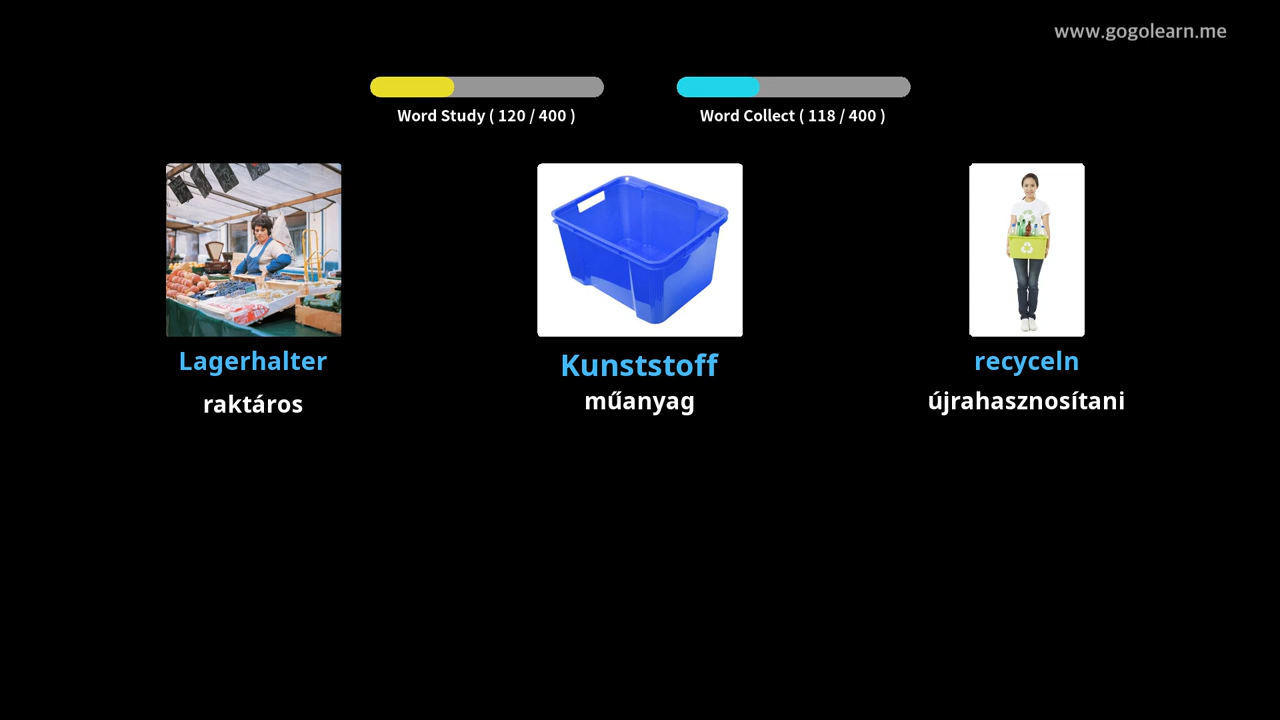 www.gogolearn.me
Word Study ( 120 / 400 )
Word Collect ( 118 / 400 )
Lagerhalter
Kunststoff
recyceln
raktáros
műanyag
újrahasznosítani